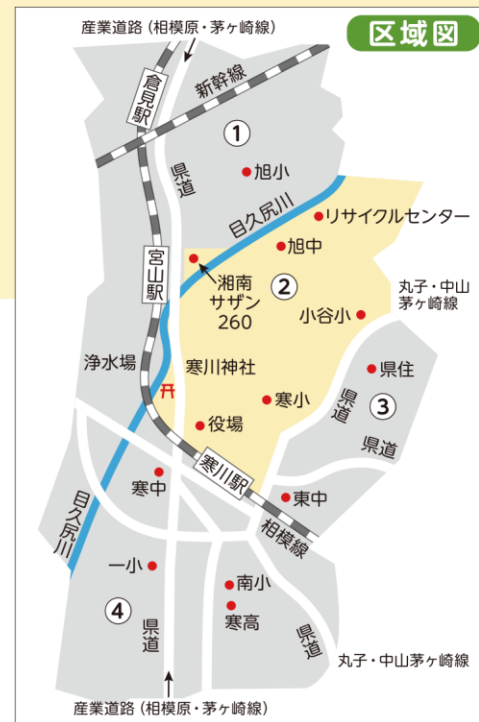 産業道路（相模原・茅ヶ崎線）
区域図
新幹線
倉見駅
①
県道
旭小
目久尻川
リサイクルセンター
旭中
宮山駅
湘南
サザン
260
②
丸子・中山
茅ヶ崎線
小谷小
浄水場
寒川神社
県住
県道
③
寒小
役場
県道
寒川駅
寒中
東中
目久尻川
相模線
一小
南小
④
寒高
県道
県道
丸子・中山茅ヶ崎線
産業道路（相模原・茅ヶ崎線）